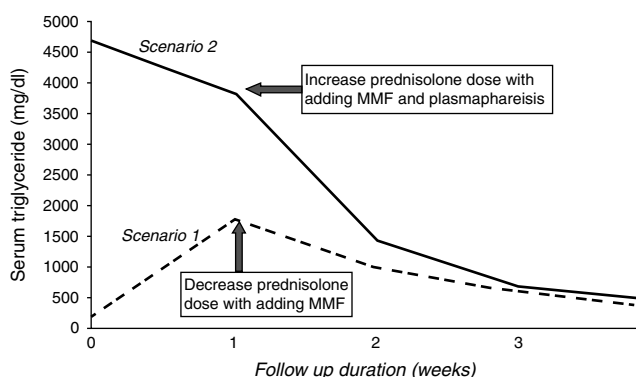 5000
4500
4000
3500
3000
2500
2000
1500
1000
500
0
Serum triglyceride (mg/dl)
Scenario 2
Increase prednisolone dose with
adding MMF and plasmaphareisis
Scenario 1
Decrease prednisolone
dose with adding MMF
0 1 2 3
Follow up duration (weeks)